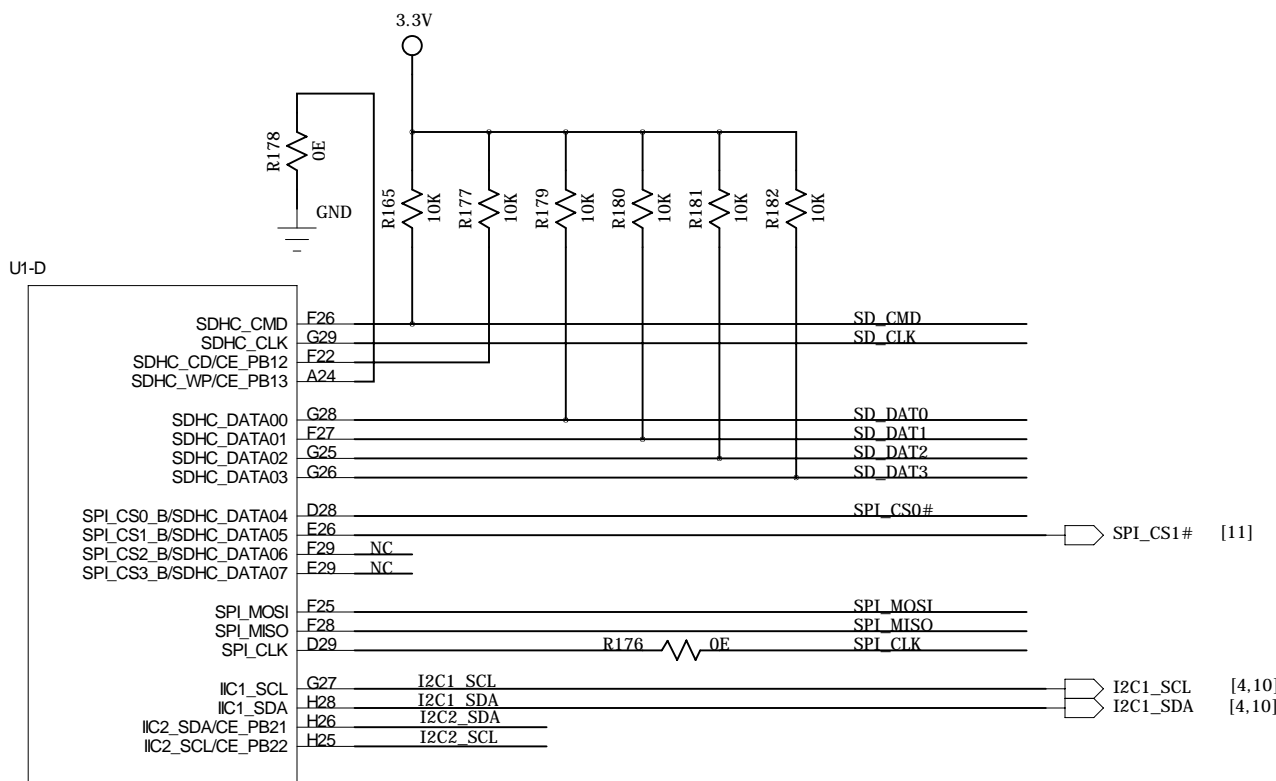 3.3V
R178
0E
GND
R165
10K
R177
10K
R179
10K
R180
10K
R181
10K
R182
10K
U1-D
SDHC_CMD F26 SD_CMD
SDHC_CLK G29 SD_CLK
SDHC_CD/CE_PB12 F22
SDHC_WP/CE_PB13 A24
SDHC_DATA00 G28 SD_DAT0
SDHC_DATA01 F27 SD_DAT1
SDHC_DATA02 G25 SD_DAT2
SDHC_DATA03 G26 SD_DAT3
SPI_CS0_B/SDHC_DATA04 D28 SPI_CS0#
SPI_CS1_B/SDHC_DATA05 E26 SPI_CS1# [11]
SPI_CS2_B/SDHC_DATA06 F29 NC
SPI_CS3_B/SDHC_DATA07 E29 NC
SPI_MOSI F25 SPI_MOSI
SPI_MISO F28 SPI_MISO
SPI_CLK D29 R176 0E SPI_CLK
IIC1_SCL G27 I2C1_SCL I2C1_SCL [4,10]
IIC1_SDA H28 I2C1_SDA I2C1_SDA [4,10]
IIC2_SDA/CE_PB21 H26 I2C2_SDA
IIC2_SCL/CE_PB22 H25 I2C2_SCL